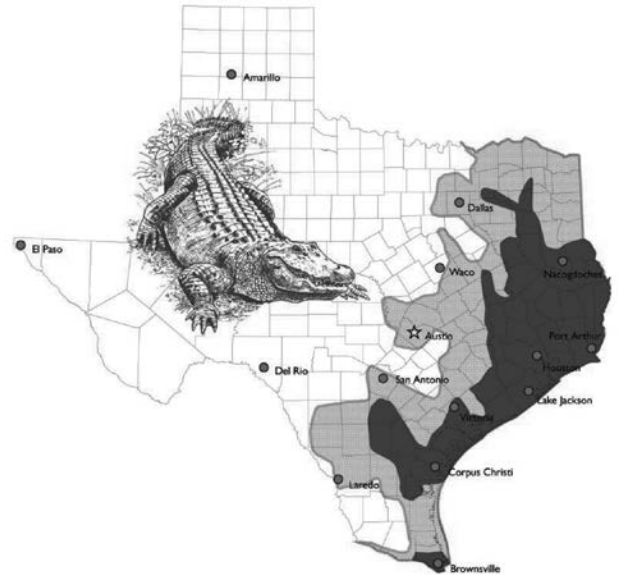 Amarillo
Dallas
El Paso
Waco
Nacogdoches
Austin
Port Arthur
Houston
Del Rio
San Antonio
Lake Jackson
Victoria
Corpus Christi
Laredo
Brownsville